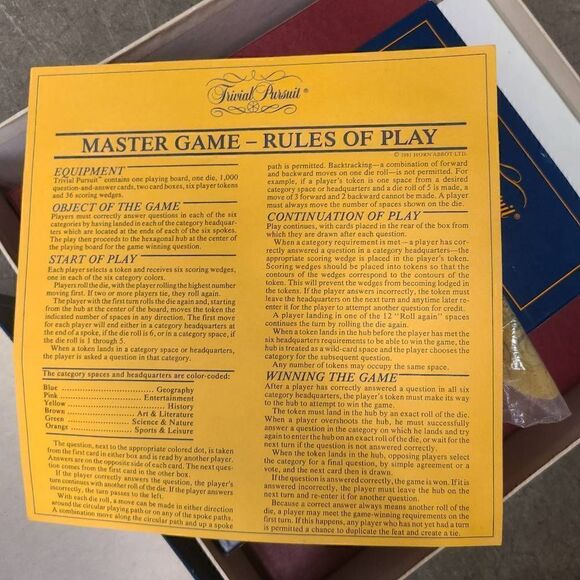 Trivial Pursuit®
MASTER GAME – RULES OF PLAY
© 1981 HORN ABBOT LTD.
EQUIPMENT
Trivial Pursuit™ contains one playing board, one die, 1,000
question-and-answer cards, two card boxes, six player tokens
and 36 scoring wedges.
OBJECT OF THE GAME
Players must correctly answer questions in each of the six
categories by having landed in each of the category headquar-
ters which are located at the ends of each of the six spokes.
The play then proceeds to the hexagonal hub at the center of
the playing board for the game winning question.
START OF PLAY
Each player selects a token and receives six scoring wedges,
one in each of the six category colors.
Players roll the die, with the player rolling the highest number
moving first. If two or more players tie, they roll again.
The player with the first turn rolls the die again and, starting
from the hub at the center of the board, moves the token the
indicated number of spaces in any direction. The first move
for each player will end either in a category headquarters at
the end of a spoke, if the die roll is 6, or in a category space, if
the die roll is 1 through 5.
When a token lands in a category space or headquarters,
the player is asked a question in that category.
The category spaces and headquarters are color-coded:
Blue ........................ Geography
Pink ........................ Entertainment
Yellow ........................ History
Brown ........................ Art & Literature
Green ........................ Science & Nature
Orange ........................ Sports & Leisure
The question, next to the appropriate colored dot, is taken
from the first card in either box and is read by another player.
Answers are on the opposite side of each card. The next ques-
tion comes from the first card in the other box.
If the player correctly answers the question, the player's
turn continues with another roll of the die. If the player answers
incorrectly, the turn passes to the left.
With each die roll, a move can be made in either direction
around the circular playing path or on any of the spoke paths.
A combination move along the circular path and up a spoke
path is permitted. Backtracking—a combination of forward
and backward moves on one die roll—is not permitted. For
example, if a player's token is one space from a desired
category space or headquarters and a die roll of 5 is made, a
move of 3 forward and 2 backward cannot be made. A player
must always move the number of spaces shown on the die.
CONTINUATION OF PLAY
Play continues, with cards placed in the rear of the box from
which they are drawn after each question.
When a category requirement is met – a player has cor-
rectly answered a question in a category headquarters—the
appropriate scoring wedge is placed in the player's token.
Scoring wedges should be placed into tokens so that the
contours of the wedges correspond to the contours of the
token. This will prevent the wedges from becoming lodged in
the tokens. If the player answers incorrectly, the token must
leave the headquarters on the next turn and anytime later re-
enter it for the player to attempt another question for credit.
A player landing in one of the 12 "Roll again" spaces
continues the turn by rolling the die again.
When a token lands in the hub before the player has met the
six headquarters requirements to be able to win the game, the
hub is treated as a wild-card space and the player chooses the
category for the subsequent question.
Any number of tokens may occupy the same space.
WINNING THE GAME
After a player has correctly answered a question in all six
category headquarters, the player's token must make its way
to the hub to attempt to win the game.
The token must land in the hub by an exact roll of the die.
When a player overshoots the hub, he must successfully
answer a question in the category on which he lands and try
again to enter the hub on an exact roll of the die, or wait for the
next turn if the question is not answered correctly.
When the token lands in the hub, opposing players select
the category for a final question, by simple agreement or a
vote, and the next card is then drawn.
If the question is answered correctly, the game is won. If it is
answered incorrectly, the player must leave the hub on the
next turn and re-enter it for another question.
Because a correct answer always means another roll of the
die, a player may meet the game-winning requirements on the
first turn. If this happens, any player who has not yet had a turn
is permitted a chance to duplicate the feat and create a tie.